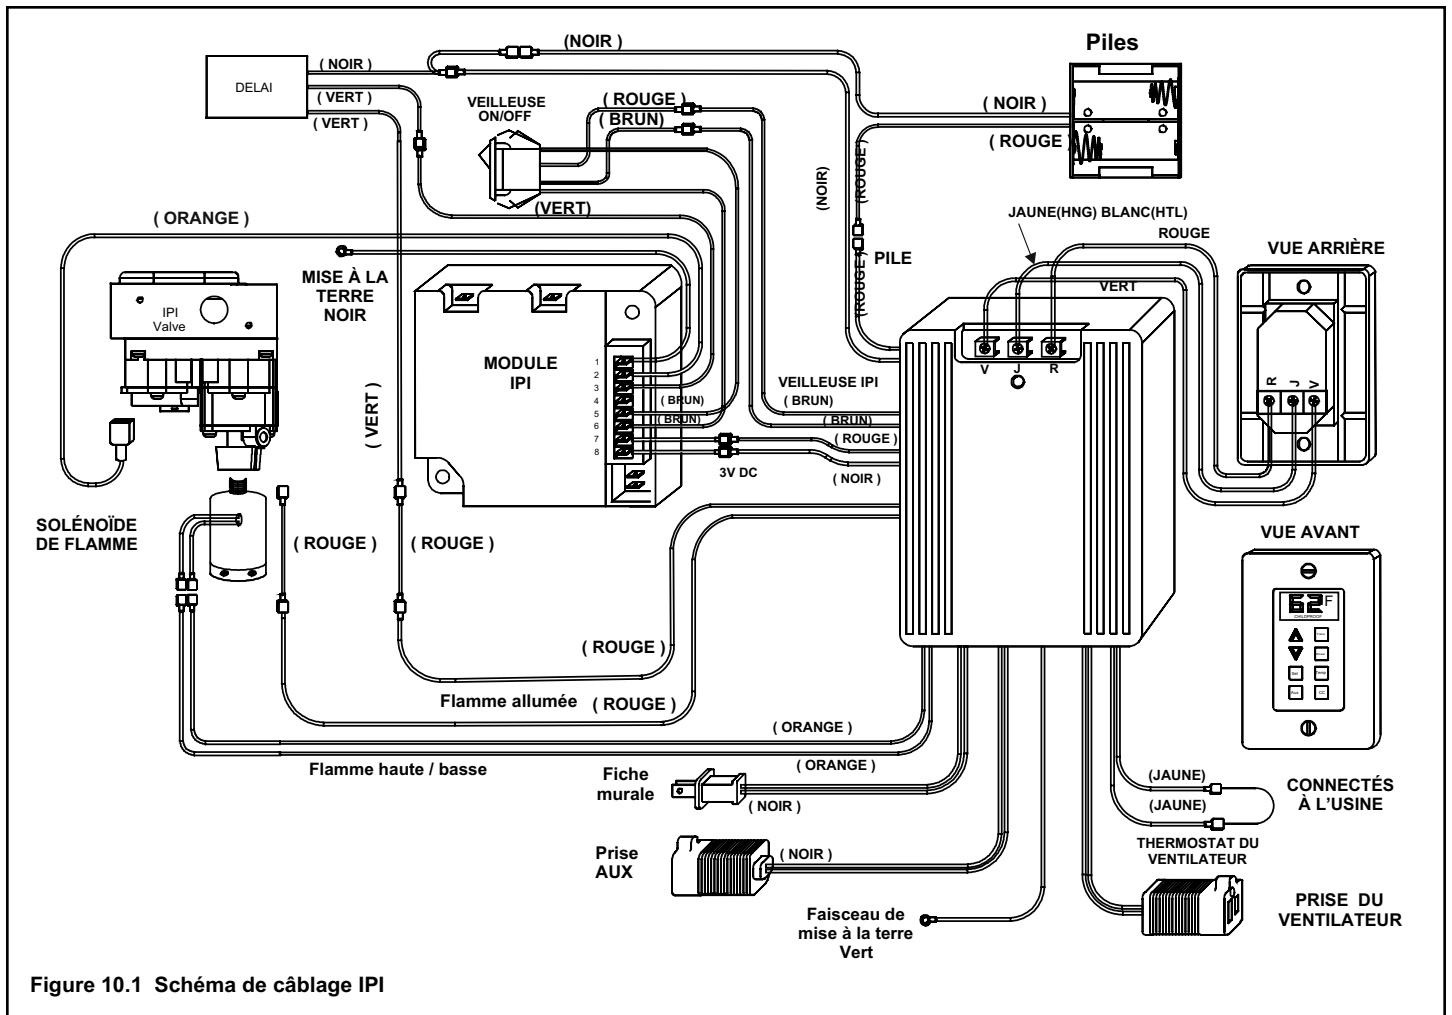 (NOIR )
Piles
( NOIR )
DELAI
( VERT )
( VERT )
VEILLEUSE
ON/OFF
( ROUGE )
( BRUN)
( NOIR )
( ROUGE )
(NOIR)
( ROUGE )
(VERT)
( ORANGE )
JAUNE(HNG) BLANC(HTL)
ROUGE
VUE ARRIÈRE
PILE
( ROUGE )
VERT
MISE À LA
TERRE
NOIR
IPI
Valve
MODULE
IPI
1
2
3
4
5
6
7
8
( BRUN)
( BRUN)
V
J
R
R
J
V
VEILLEUSE IPI
( BRUN)
(BRUN)
( ROUGE )
( NOIR )
3V DC
( VERT )
SOLÉNOÏDE
DE FLAMME
( ROUGE )
( ROUGE )
VUE AVANT
62F
CHILDPROOF
( ROUGE )
Flamme allumée
( ROUGE )
( ORANGE )
( ORANGE )
Flamme haute / basse
Fiche
murale
( NOIR )
(JAUNE)
(JAUNE)
CONNECTÉS
À L'USINE
THERMOSTAT DU
VENTILATEUR
Prise
AUX
( NOIR )
Faisceau de
mise à la terre
Vert
PRISE DU
VENTILATEUR
Figure 10.1 Schéma de câblage IPI